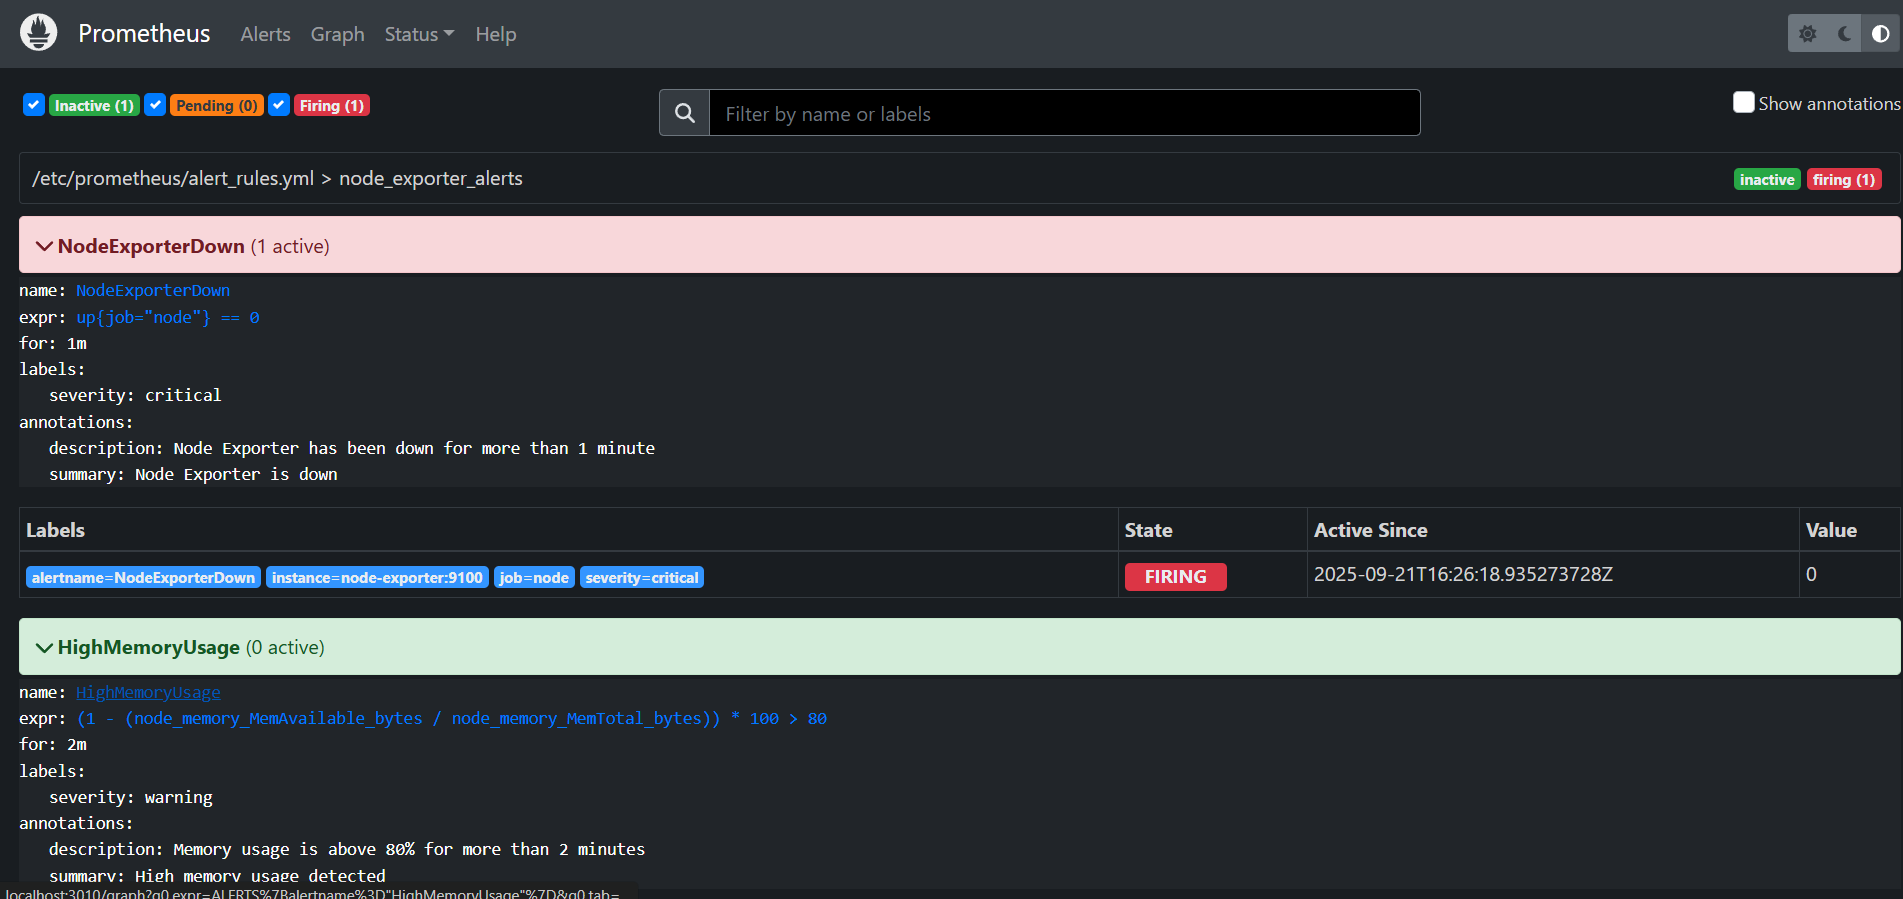 Prometheus Alerts Graph Status Help
Inactive (1) Pending (0) Firing (1)
Filter by name or labels
Show annotations
/etc/prometheus/alert_rules.yml > node_exporter_alerts
inactive firing (1)
NodeExporterDown (1 active)
name: NodeExporterDown
expr: up{job="node"} == 0
for: 1m
labels:
severity: critical
annotations:
description: Node Exporter has been down for more than 1 minute
summary: Node Exporter is down
Labels State Active Since Value
alertname=NodeExporterDown instance=node-exporter:9100 job=node severity=critical FIRING 2025-09-21T16:26:18.935273728Z 0
HighMemoryUsage (0 active)
name: HighMemoryUsage
expr: (1 - (node_memory_MemAvailable_bytes / node_memory_MemTotal_bytes)) * 100 > 80
for: 2m
labels:
severity: warning
annotations:
description: Memory usage is above 80% for more than 2 minutes
summary: High memory usage detected
localhost:3010/graph?g0.expr=ALERTS%7Balertname%3D"HighMemoryUsage"%7D&g0.tab=